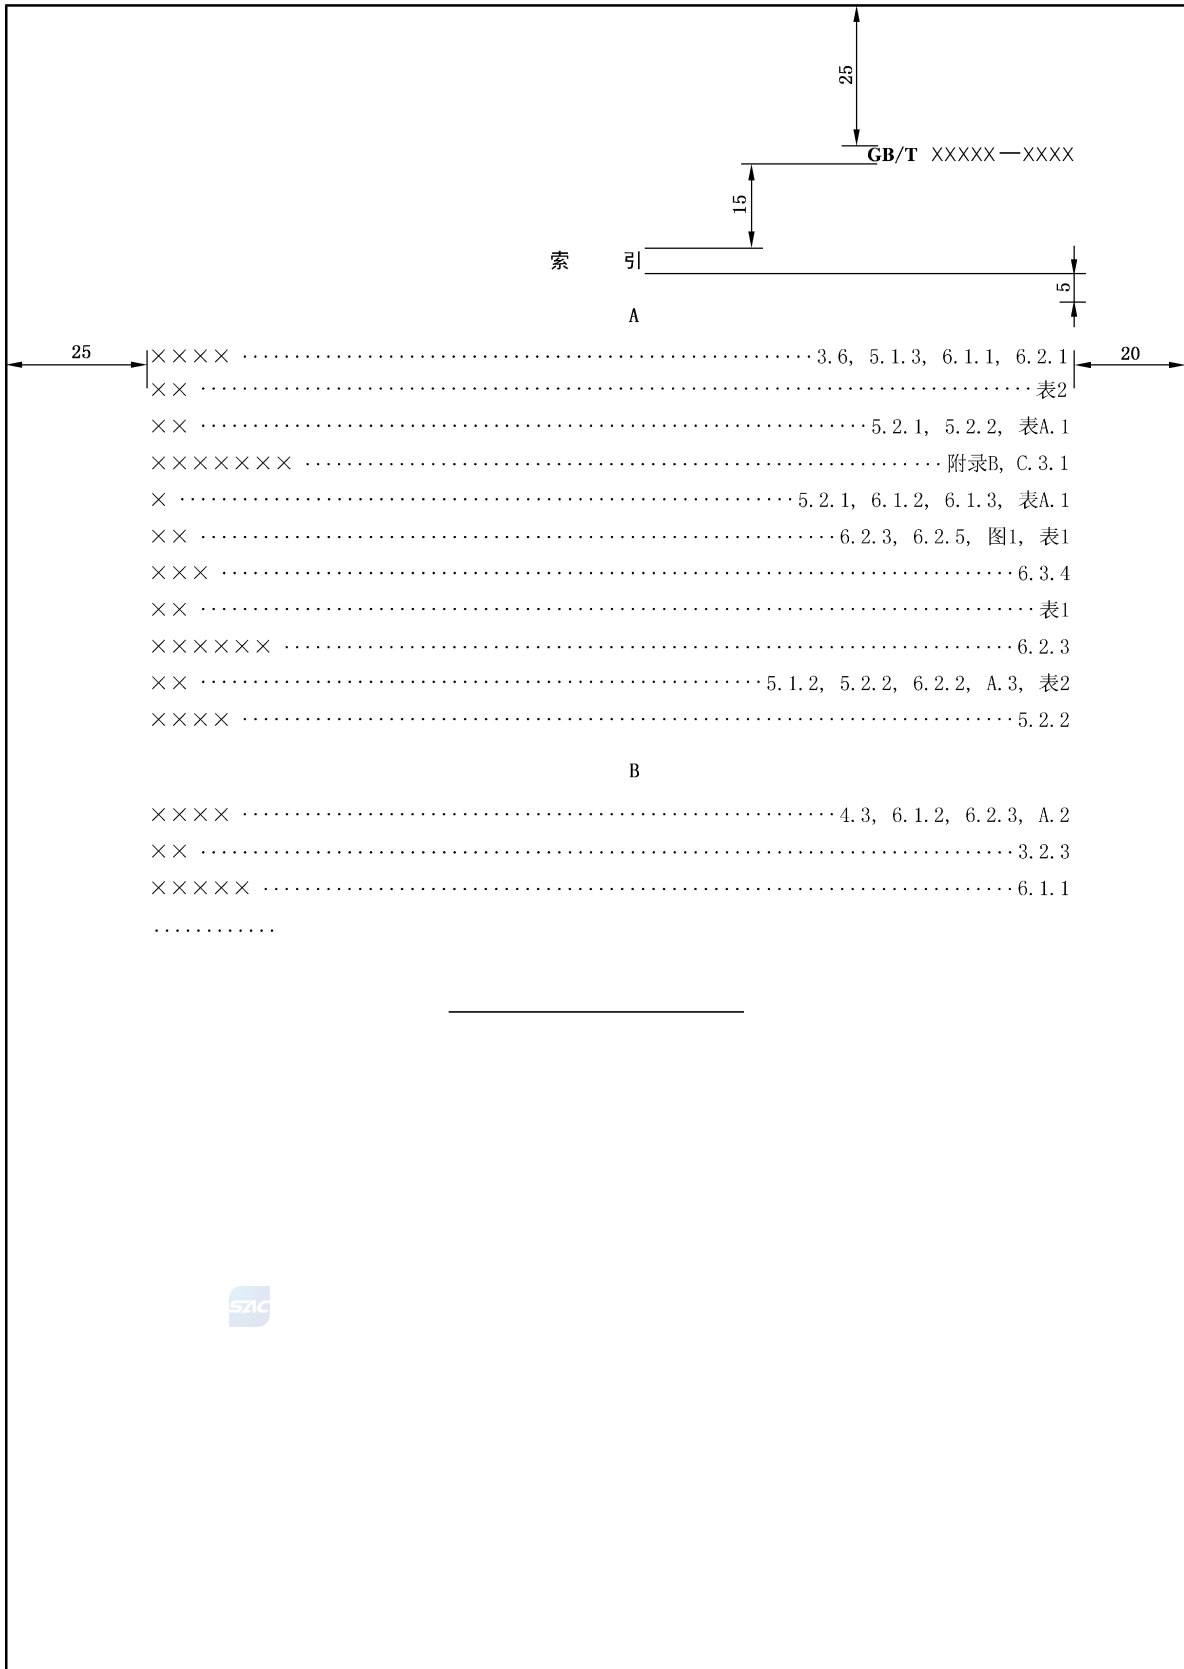 25
GB/T XXXXX—XXXX
15
索 引
5
A
25
20
×××× ······················································· 3.6, 5.1.3, 6.1.1, 6.2.1
×× ················································································ 表2
×× ································································ 5.2.1, 5.2.2, 表A.1
××××××× ····························································· 附录B, C.3.1
× ··························································· 5.2.1, 6.1.2, 6.1.3, 表A.1
×× ····························································· 6.2.3, 6.2.5, 图1, 表1
××× ············································································ 6.3.4
×× ················································································ 表1
×××××× ······································································ 6.2.3
×× ······················································ 5.1.2, 5.2.2, 6.2.2, A.3, 表2
×××× ·········································································· 5.2.2
B
×××× ························································· 4.3, 6.1.2, 6.2.3, A.2
×× ·············································································· 3.2.3
××××× ········································································ 6.1.1
············
SAC